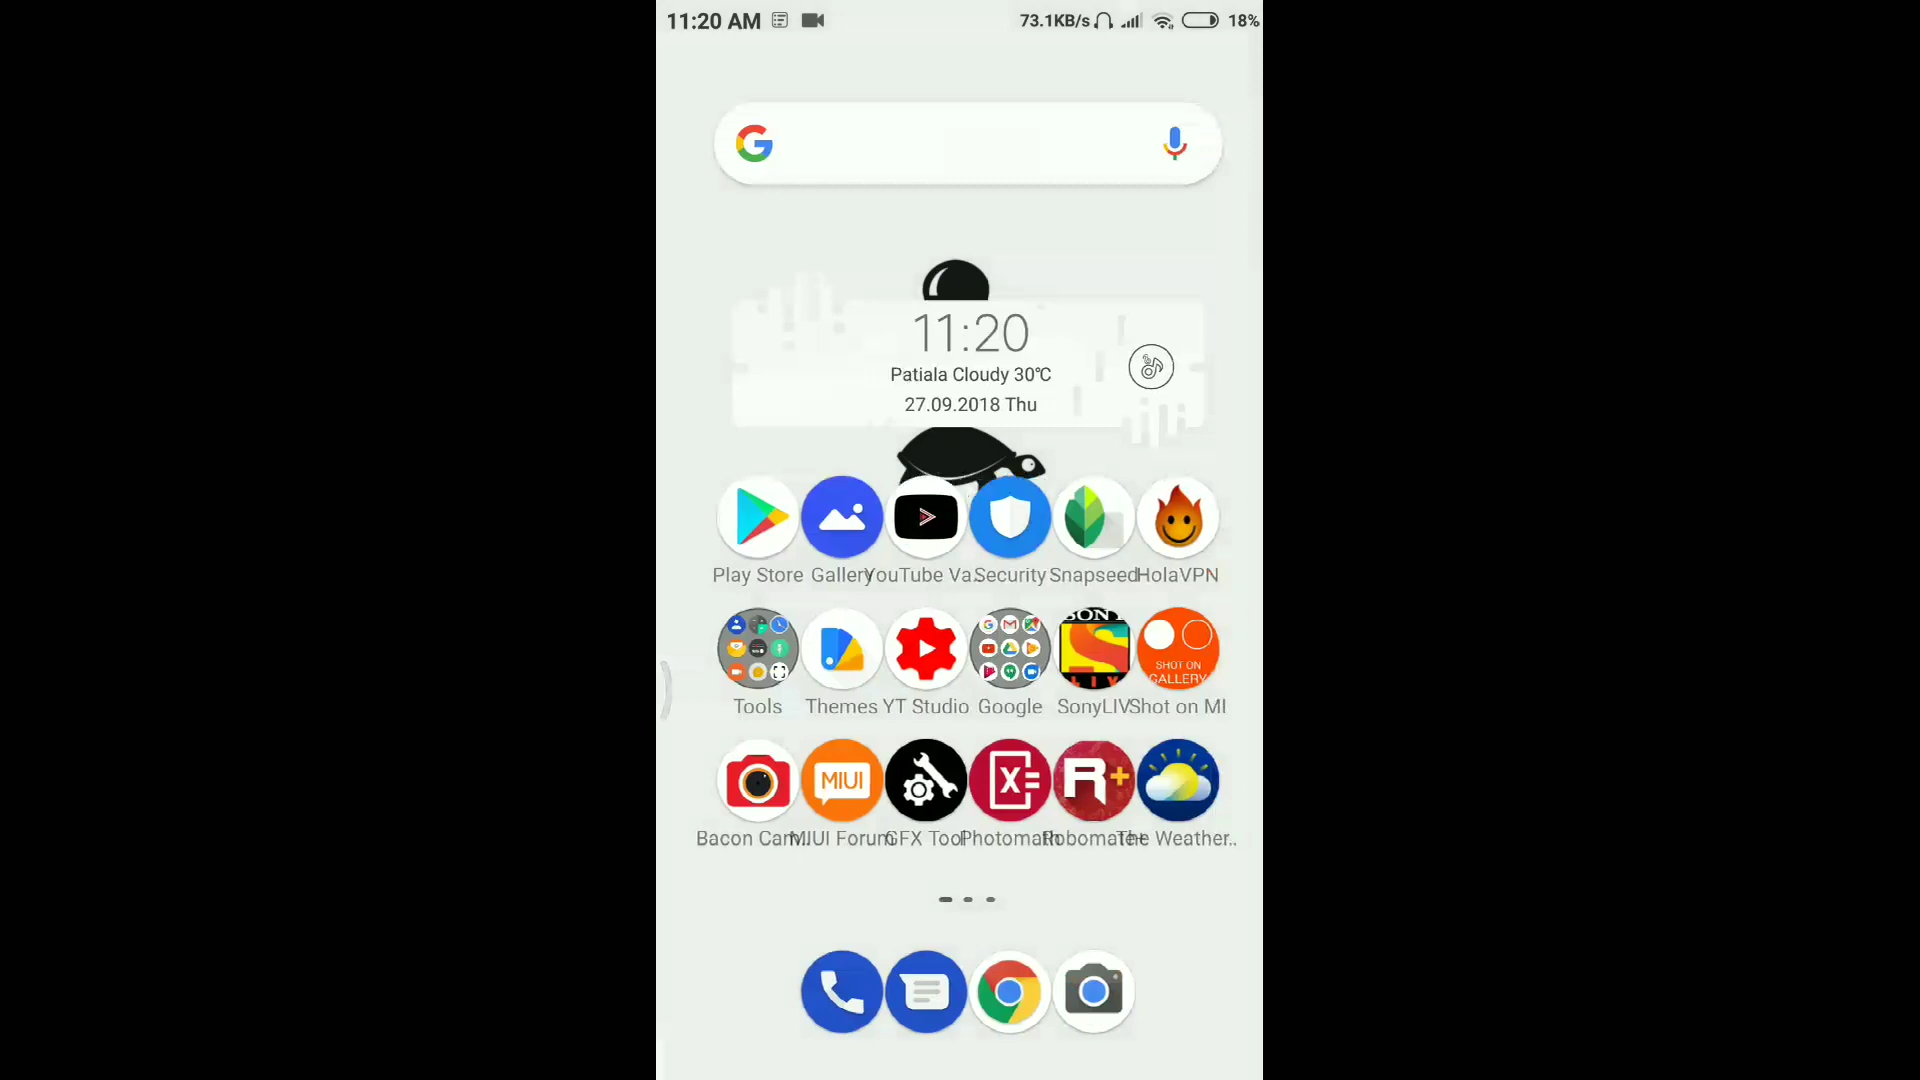 11:20 AM 73.1KB/s 18%
11:20
Patiala Cloudy 30℃
27.09.2018 Thu
Play Store Gallery YouTube Va.. Security Snapseed HolaVPN
SONY
LIV
SHOT ON
GALLERY
Tools Themes YT Studio Google SonyLIV Shot on MI
MIUI
X=
R+
Bacon Cam.. MIUI Forum GFX Tool Photomath Robomate+ The Weather..